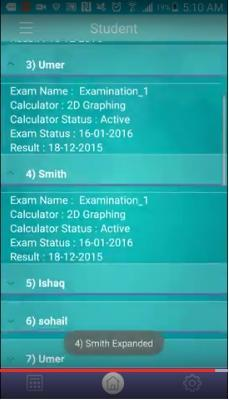 19% 5:10 AM
Student
3) Umer
Exam Name : Examination_1
Calculator : 2D Graphing
Calculator Status : Active
Exam Status : 16-01-2016
Result : 18-12-2015
4) Smith
Exam Name : Examination_1
Calculator : 2D Graphing
Calculator Status : Active
Exam Status : 16-01-2016
Result : 18-12-2015
5) Ishaq
6) sohail
4) Smith Expanded
7) Umer